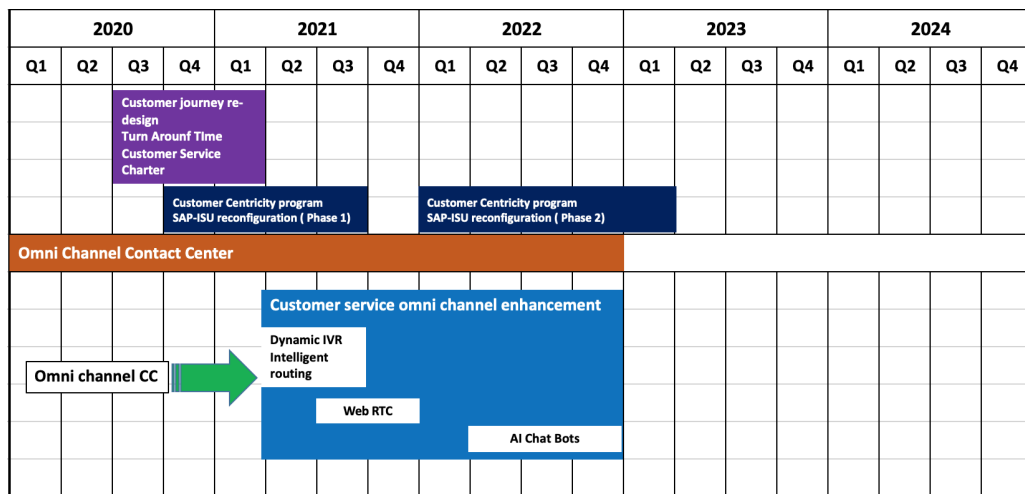 2020 2021 2022 2023 2024
Q1 Q2 Q3 Q4 Q1 Q2 Q3 Q4 Q1 Q2 Q3 Q4 Q1 Q2 Q3 Q4 Q1 Q2 Q3 Q4
Customer journey re-
design
Turn Arounf TIme
Customer Service
Charter
Customer Centricity program
SAP-ISU reconfiguration ( Phase 1)
Customer Centricity program
SAP-ISU reconfiguration ( Phase 2)
Omni Channel Contact Center
Customer service omni channel enhancement
Dynamic IVR
Intelligent
routing
Omni channel CC
Web RTC
AI Chat Bots